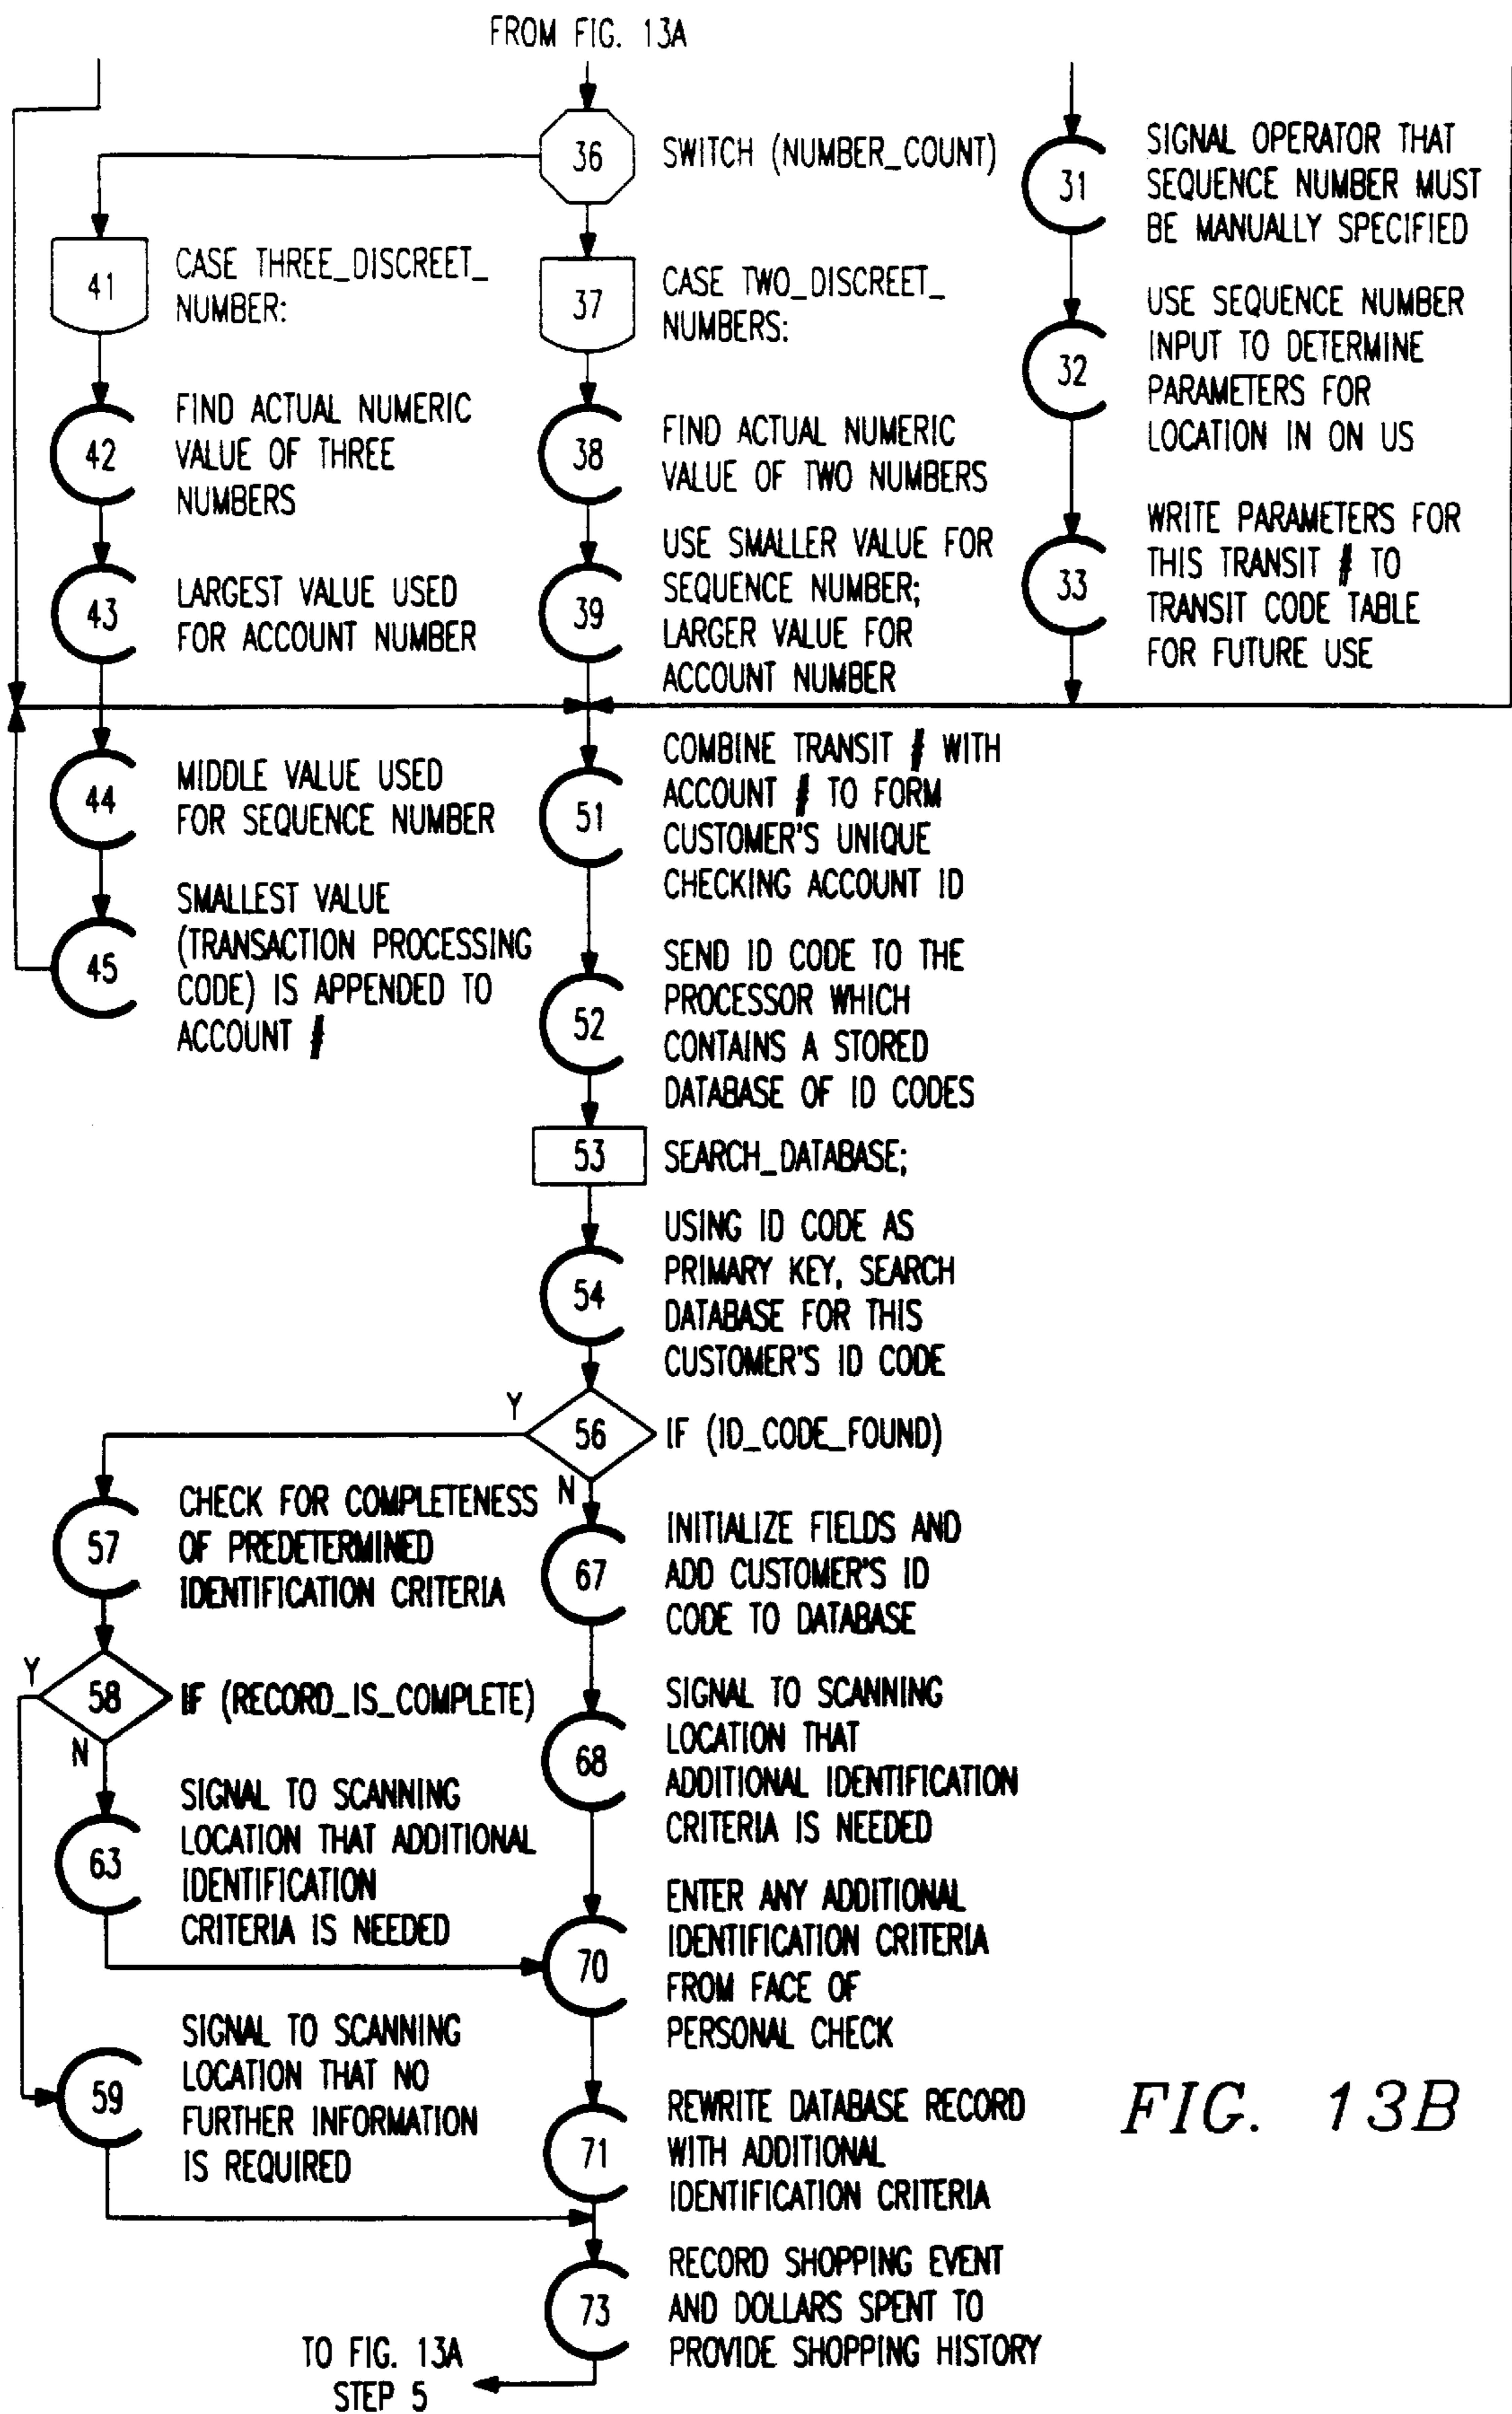 FROM FIG. 13A
36
SWITCH (NUMBER_COUNT)
41
CASE THREE_DISCREET_
NUMBER:
42
FIND ACTUAL NUMERIC
VALUE OF THREE
NUMBERS
43
LARGEST VALUE USED
FOR ACCOUNT NUMBER
44
MIDDLE VALUE USED
FOR SEQUENCE NUMBER
45
SMALLEST VALUE
(TRANSACTION PROCESSING
CODE) IS APPENDED TO
ACCOUNT #
37
CASE TWO_DISCREET_
NUMBERS:
38
FIND ACTUAL NUMERIC
VALUE OF TWO NUMBERS
39
USE SMALLER VALUE FOR
SEQUENCE NUMBER;
LARGER VALUE FOR
ACCOUNT NUMBER
31
SIGNAL OPERATOR THAT
SEQUENCE NUMBER MUST
BE MANUALLY SPECIFIED
32
USE SEQUENCE NUMBER
INPUT TO DETERMINE
PARAMETERS FOR
LOCATION IN ON US
33
WRITE PARAMETERS FOR
THIS TRANSIT # TO
TRANSIT CODE TABLE
FOR FUTURE USE
51
COMBINE TRANSIT # WITH
ACCOUNT # TO FORM
CUSTOMER'S UNIQUE
CHECKING ACCOUNT ID
52
SEND ID CODE TO THE
PROCESSOR WHICH
CONTAINS A STORED
DATABASE OF ID CODES
53
SEARCH_DATABASE;
54
USING ID CODE AS
PRIMARY KEY, SEARCH
DATABASE FOR THIS
CUSTOMER'S ID CODE
Y
56
IF (ID_CODE_FOUND)
N
57
CHECK FOR COMPLETENESS
OF PREDETERMINED
IDENTIFICATION CRITERIA
Y
58
IF (RECORD_IS_COMPLETE)
N
63
SIGNAL TO SCANNING
LOCATION THAT ADDITIONAL
IDENTIFICATION
CRITERIA IS NEEDED
59
SIGNAL TO SCANNING
LOCATION THAT NO
FURTHER INFORMATION
IS REQUIRED
67
INITIALIZE FIELDS AND
ADD CUSTOMER'S ID
CODE TO DATABASE
68
SIGNAL TO SCANNING
LOCATION THAT
ADDITIONAL IDENTIFICATION
CRITERIA IS NEEDED
70
ENTER ANY ADDITIONAL
IDENTIFICATION CRITERIA
FROM FACE OF
PERSONAL CHECK
71
REWRITE DATABASE RECORD
WITH ADDITIONAL
IDENTIFICATION CRITERIA
73
RECORD SHOPPING EVENT
AND DOLLARS SPENT TO
PROVIDE SHOPPING HISTORY
TO FIG. 13A
STEP 5
FIG. 13B